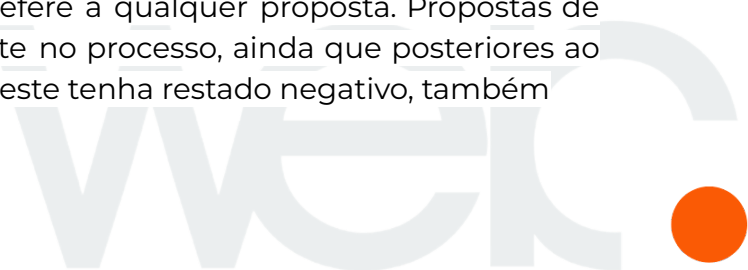 efere a qualquer proposta. Propostas de
te no processo, ainda que posteriores ao
este tenha restado negativo, também